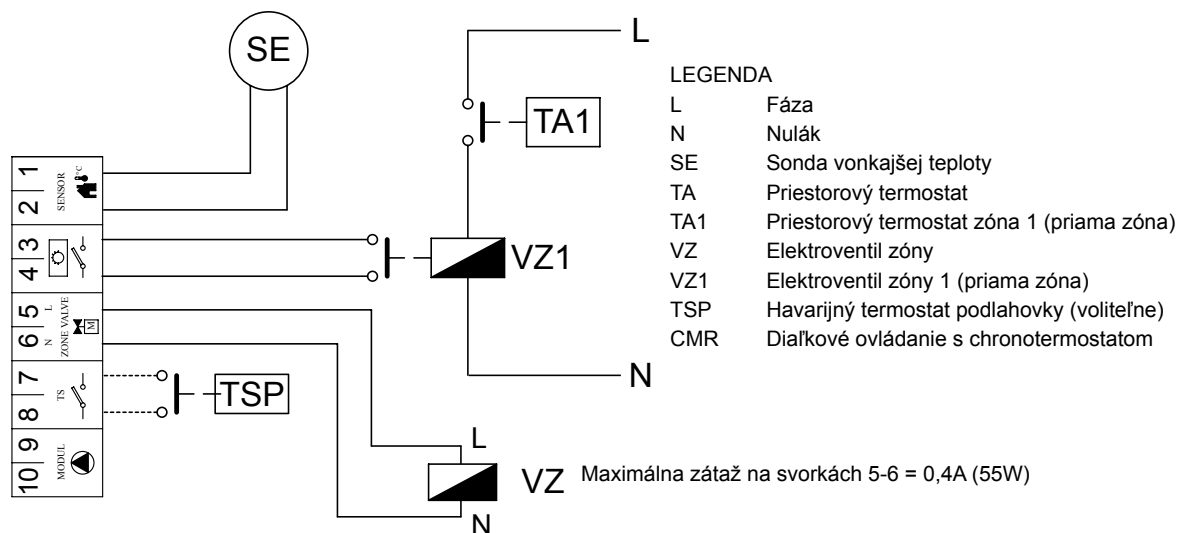 SE
L
TA1
LEGENDA
L Fáza
N Nulák
SE Sonda vonkajšej teploty
TA Priestorový termostat
TA1 Priestorový termostat zóna 1 (priama zóna)
VZ Elektroventil zóny
VZ1 Elektroventil zóny 1 (priama zóna)
TSP Havarijný termostat podlahovky (voliteľne)
CMR Diaľkové ovládanie s chronotermostatom
1 2 SENSOR °C
3 4
VZ1
5 6 L N ZONE VALVE M
7 8 TS
TSP
N
9 10 MODUL
L
VZ Maximálna zátaž na svorkách 5-6 = 0,4A (55W)
N